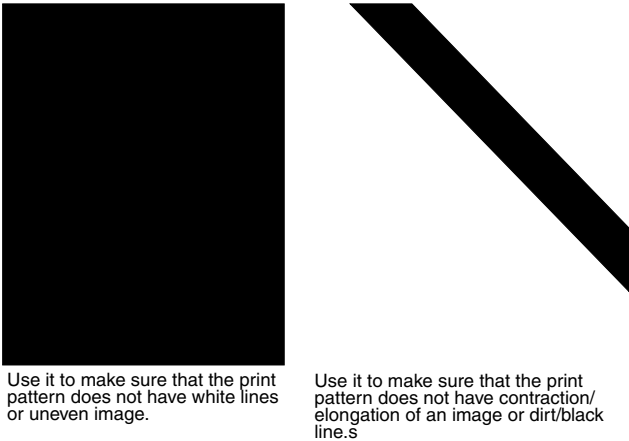 Use it to make sure that the print
pattern does not have white lines
or uneven image.
Use it to make sure that the print
pattern does not have contraction/
elongation of an image or dirt/black
line.s